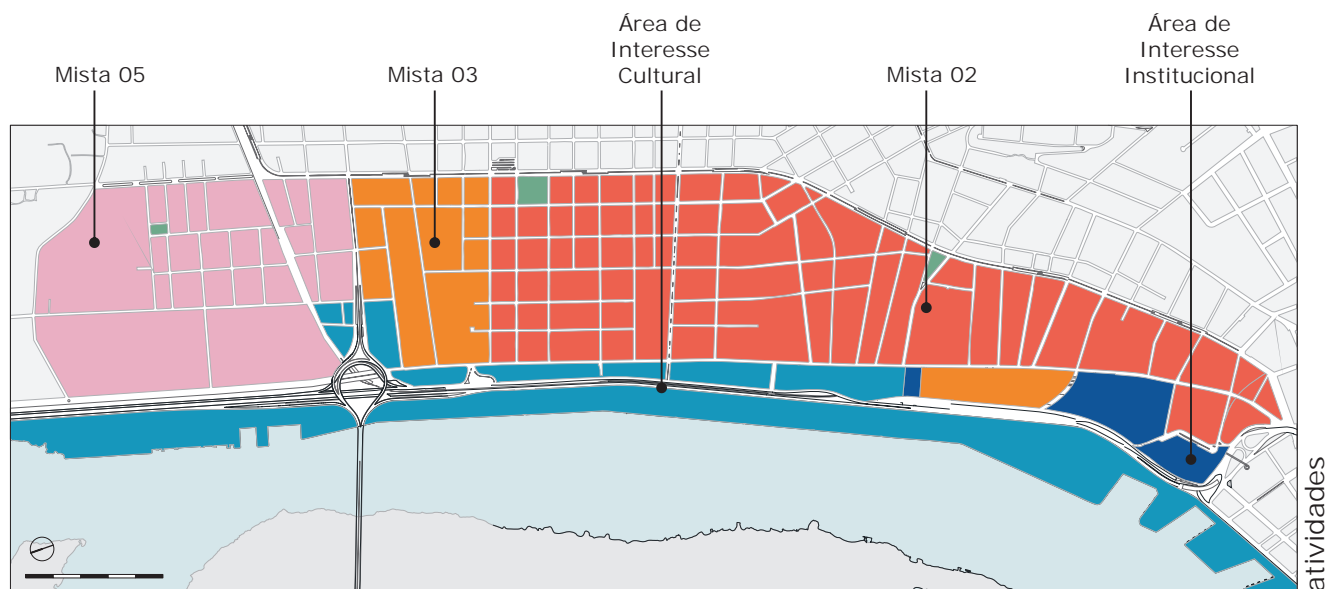 Mista 05
Mista 03
Área de
Interesse
Cultural
Mista 02
Área de
Interesse
Institucional
atividades